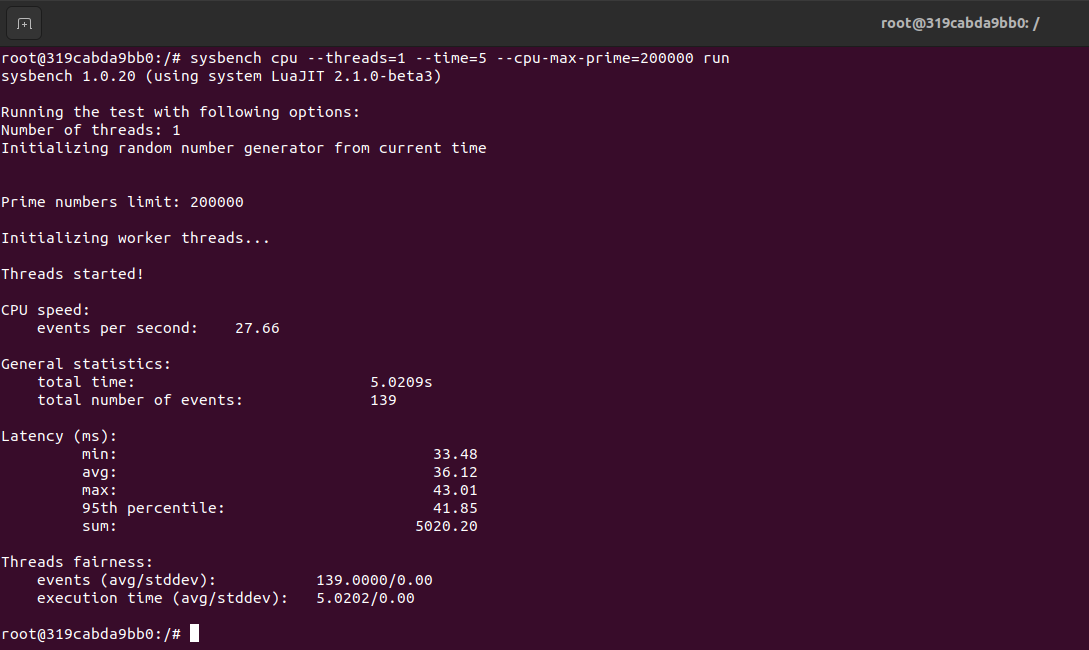 root@319cabda9bb0: /
root@319cabda9bb0:/# sysbench cpu --threads=1 --time=5 --cpu-max-prime=200000 run
sysbench 1.0.20 (using system LuaJIT 2.1.0-beta3)
Running the test with following options:
Number of threads: 1
Initializing random number generator from current time
Prime numbers limit: 200000
Initializing worker threads...
Threads started!
CPU speed:
events per second: 27.66
General statistics:
total time: 5.0209s
total number of events: 139
Latency (ms):
min: 33.48
avg: 36.12
max: 43.01
95th percentile: 41.85
sum: 5020.20
Threads fairness:
events (avg/stddev): 139.0000/0.00
execution time (avg/stddev): 5.0202/0.00
root@319cabda9bb0:/#